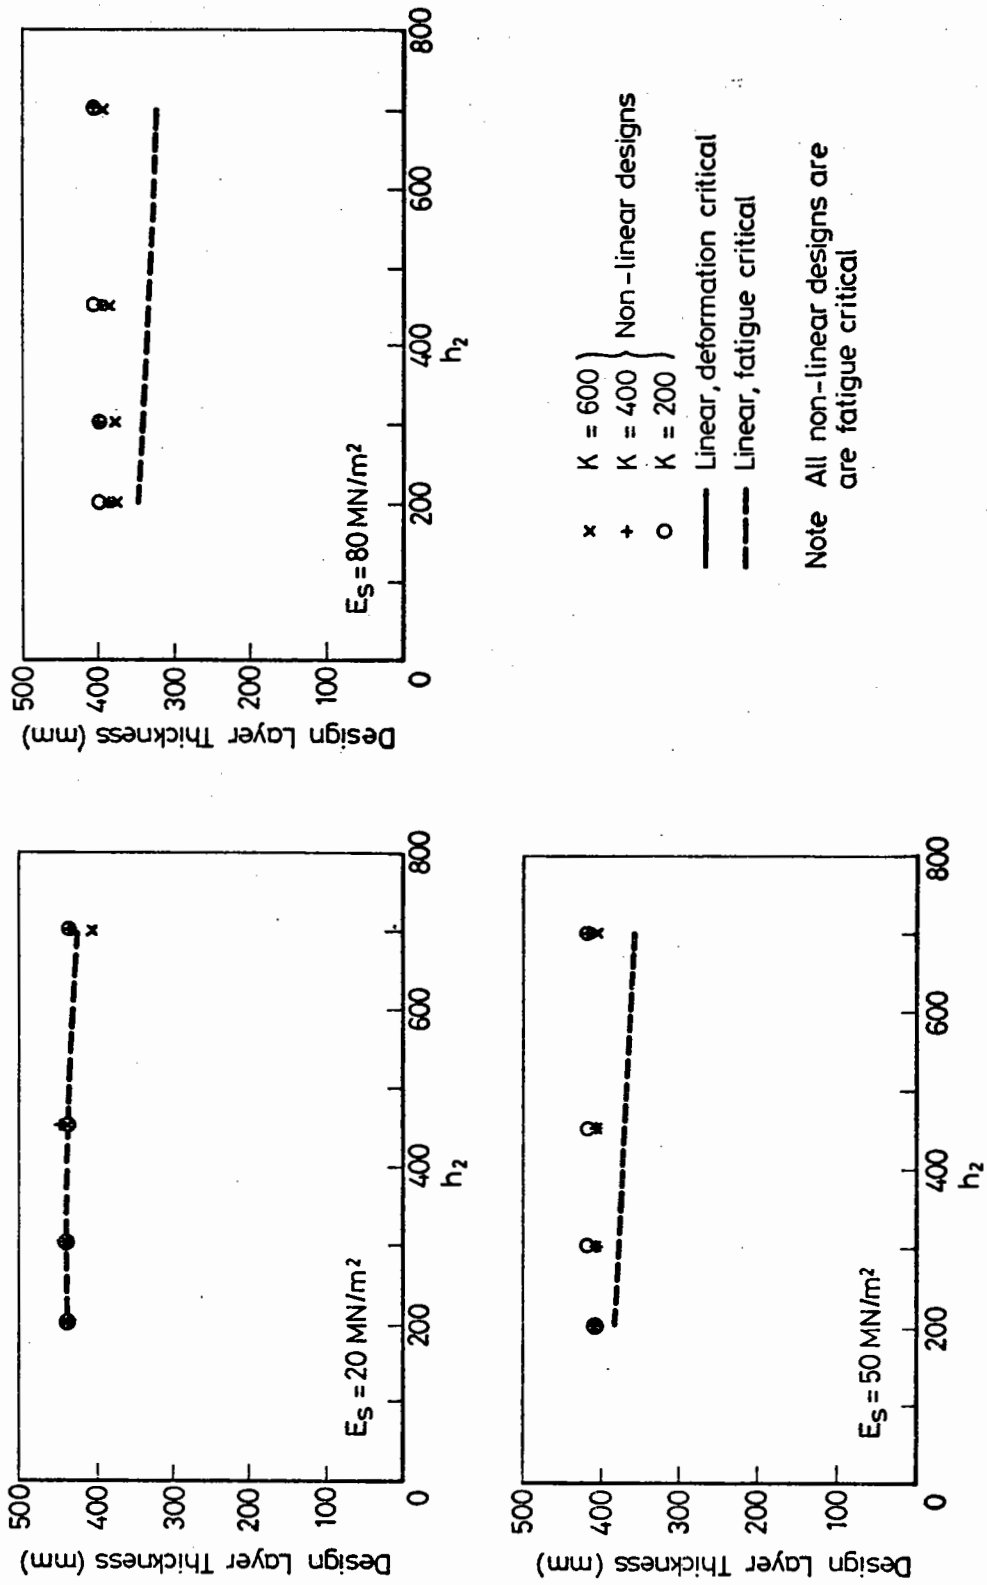 500
400
300
200
100
0
200
400
600
800
Design Layer Thickness (mm)
h2
Es = 20 MN/m²
500
400
300
200
100
0
200
400
600
800
Design Layer Thickness (mm)
h2
Es = 80 MN/m²
500
400
300
200
100
0
200
400
600
800
Design Layer Thickness (mm)
h2
Es = 50 MN/m²
× K = 600
+ K = 400
o K = 200
Non-linear designs
Linear, deformation critical
Linear, fatigue critical
Note All non-linear designs are
are fatigue critical